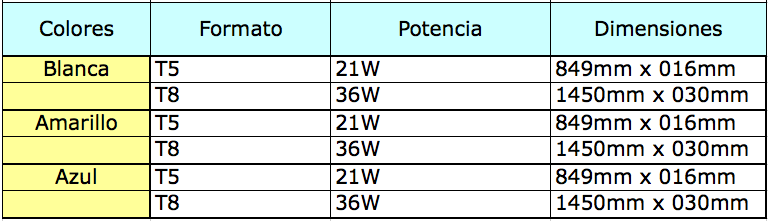 Colores Formato Potencia Dimensiones
Blanca T5 21W 849mm x 016mm
T8 36W 1450mm x 030mm
Amarillo T5 21W 849mm x 016mm
T8 36W 1450mm x 030mm
Azul T5 21W 849mm x 016mm
T8 36W 1450mm x 030mm